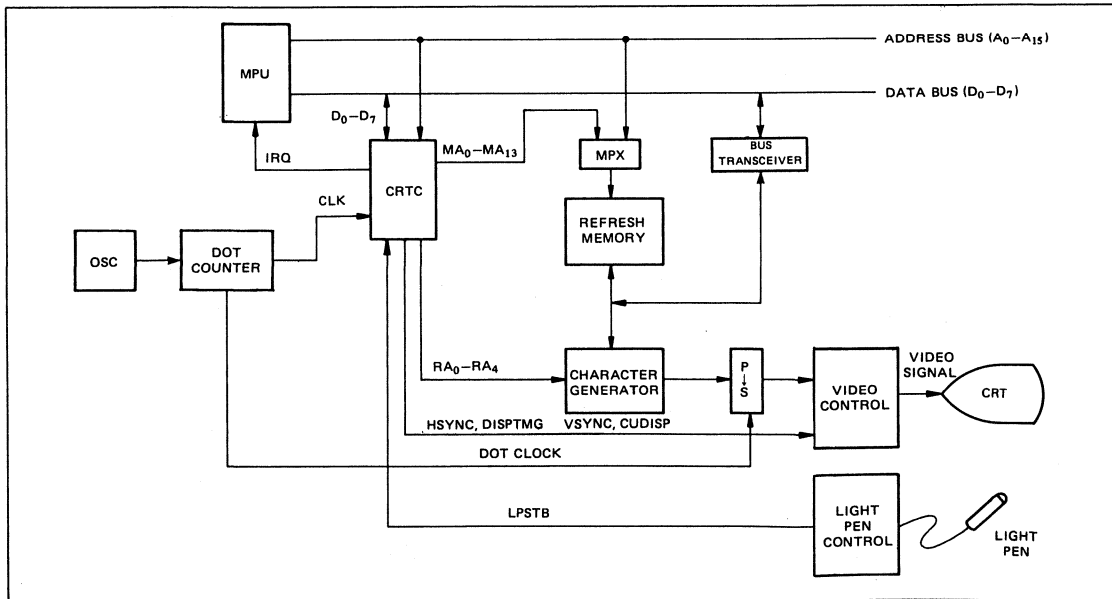 ADDRESS BUS (A0–A15)
MPU
DATA BUS (D0–D7)
D0–D7
BUS
TRANSCEIVER
MA0–MA13
MPX
IRQ
CRTC
CLK
REFRESH
MEMORY
OSC
DOT
COUNTER
RA0–RA4
CHARACTER
GENERATOR
P
↓
S
VIDEO
CONTROL
VIDEO
SIGNAL
CRT
HSYNC, DISPTMG VSYNC, CUDISP
DOT CLOCK
LPSTB
LIGHT
PEN
CONTROL
LIGHT
PEN